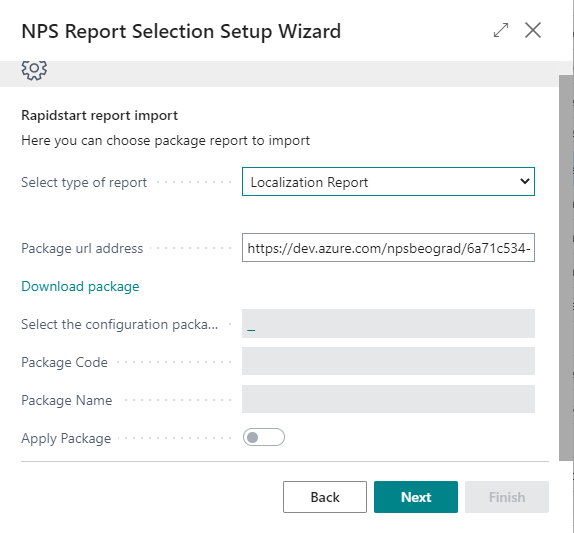 NPS Report Selection Setup Wizard
Rapidstart report import
Here you can choose package report to import
Select type of report Localization Report
Package url address https://dev.azure.com/npsbeograd/6a71c534-
Download package
Select the configuration packa... _
Package Code
Package Name
Apply Package
Back Next Finish